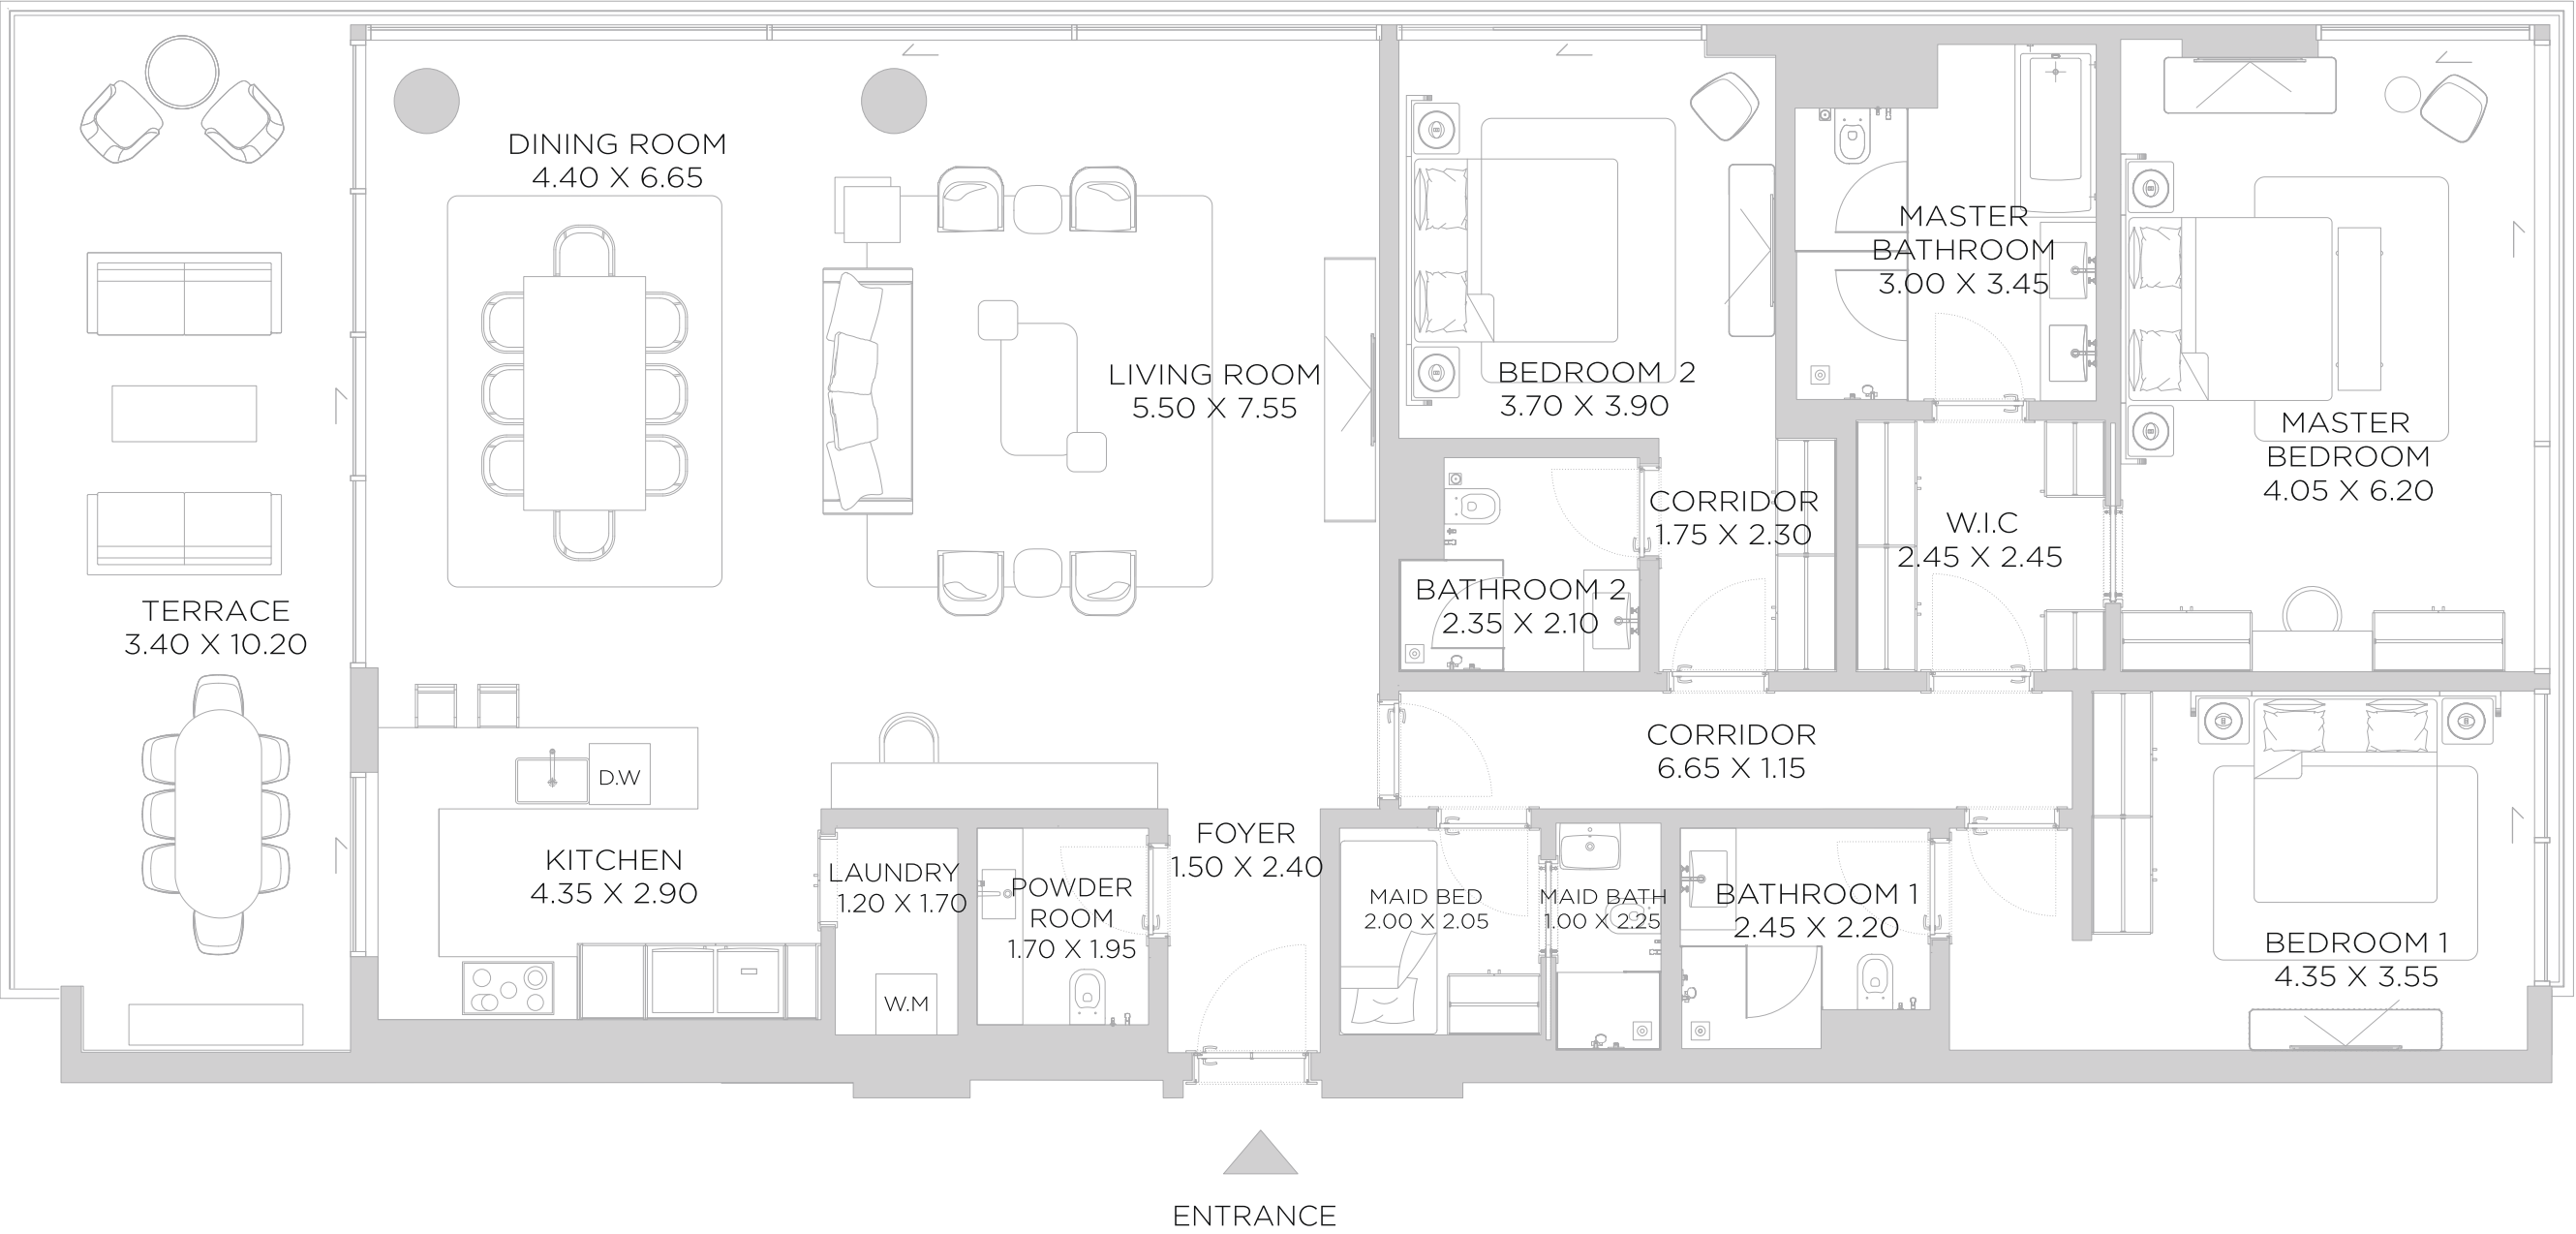 DINING ROOM
4.40 X 6.65
LIVING ROOM
5.50 X 7.55
BEDROOM 2
3.70 X 3.90
MASTER
BATHROOM
3.00 X 3.45
MASTER
BEDROOM
4.05 X 6.20
CORRIDOR
1.75 X 2.30
W.I.C
2.45 X 2.45
BATHROOM 2
2.35 X 2.10
TERRACE
3.40 X 10.20
CORRIDOR
6.65 X 1.15
D.W
KITCHEN
4.35 X 2.90
LAUNDRY
1.20 X 1.70
W.M
POWDER
ROOM
1.70 X 1.95
FOYER
1.50 X 2.40
MAID BED
2.00 X 2.05
MAID BATH
1.00 X 2.25
BATHROOM 1
2.45 X 2.20
BEDROOM 1
4.35 X 3.55
ENTRANCE